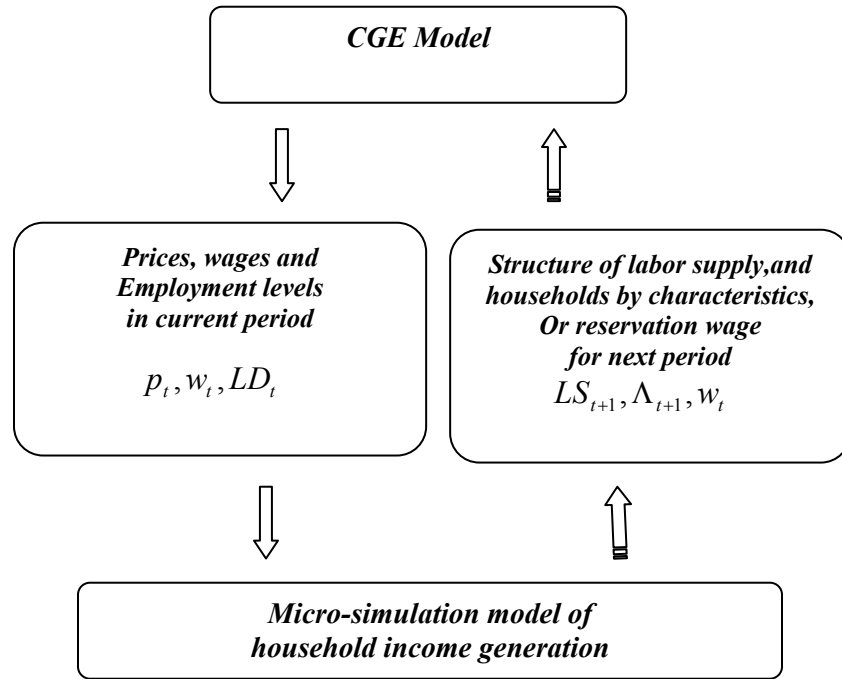 CGE Model
Prices, wages and
Employment levels
in current period
p_t, w_t, LD_t
Structure of labor supply,and
households by characteristics,
Or reservation wage
for next period
LS_{t+1}, Λ_{t+1}, w_t
Micro-simulation model of
household income generation